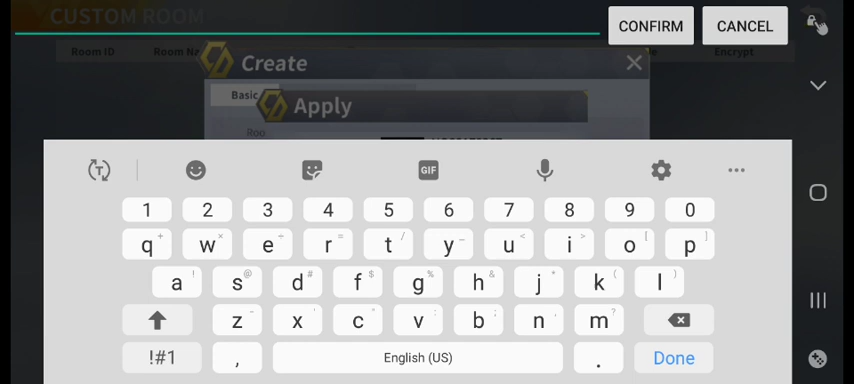 CUSTOM ROOM
CONFIRM
CANCEL
Room ID
Encrypt
Create
Basic
Apply
Roo
GIF
1 2 3 4 5 6 7 8 9 0
q + w × e ÷ r = t / y _ u < i > o [ p ]
a ! s @ d # f $ g % h & j * k ( l )
z - x ' c " v : b ; n , m ?
!#1 , English (US) . Done